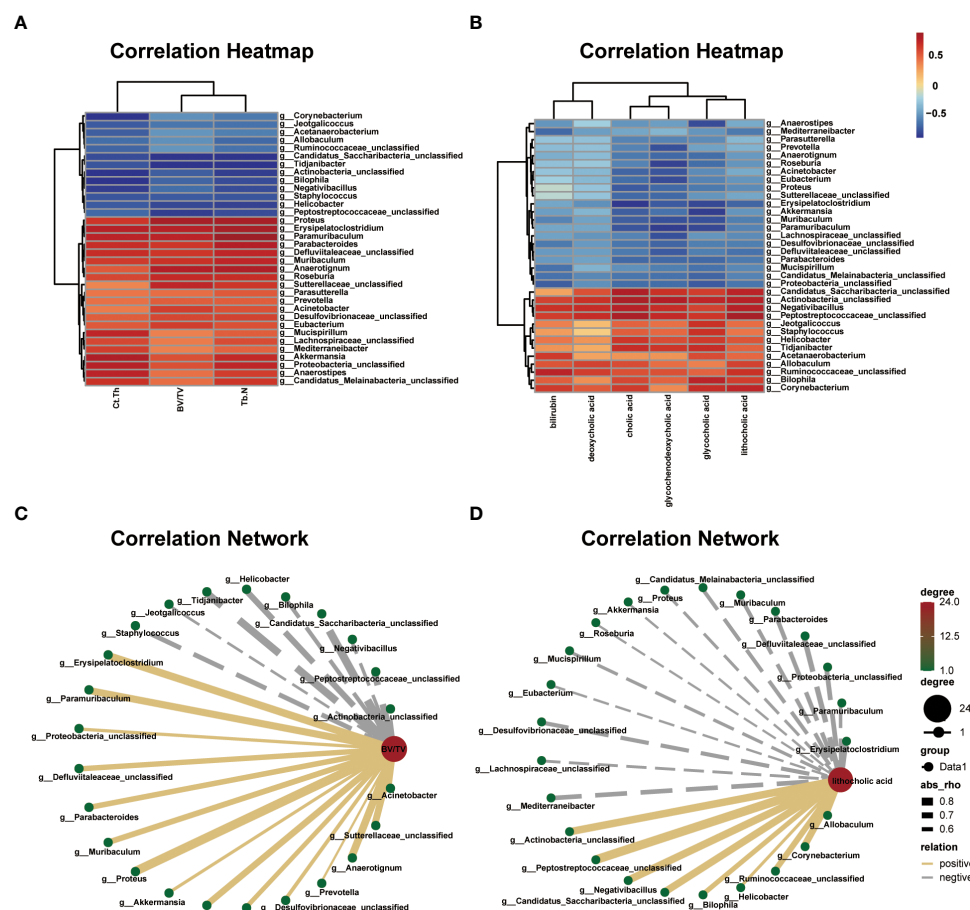 A
B
Correlation Heatmap
Correlation Heatmap
g__Corynebacterium
g__Jeotgalicoccus
g__Acetanaerobacterium
g__Allobaculum
g__Ruminococcaceae_unclassified
g__Candidatus_Saccharibacteria_unclassified
g__Tidjanibacter
g__Actinobacteria_unclassified
g__Bilophila
g__Negativibacillus
g__Staphylococcus
g__Helicobacter
g__Peptostreptococcaceae_unclassified
g__Proteus
g__Erysipelatoclostridium
g__Paramuribaculum
g__Parabacteroides
g__Defluviitaleaceae_unclassified
g__Muribaculum
g__Anaerotignum
g__Roseburia
g__Sutterellaceae_unclassified
g__Parasutterella
g__Prevotella
g__Acinetobacter
g__Desulfovibrionaceae_unclassified
g__Eubacterium
g__Mucispirillum
g__Lachnospiraceae_unclassified
g__Mediterraneibacter
g__Akkermansia
g__Proteobacteria_unclassified
g__Anaerostipes
g__Candidatus_Melainabacteria_unclassified
Ct.Th
BV/TV
Tb.N
g__Anaerostipes
g__Mediterraneibacter
g__Parasutterella
g__Prevotella
g__Anaerotignum
g__Roseburia
g__Acinetobacter
g__Eubacterium
g__Proteus
g__Sutterellaceae_unclassified
g__Erysipelatoclostridium
g__Akkermansia
g__Muribaculum
g__Paramuribaculum
g__Lachnospiraceae_unclassified
g__Desulfovibrionaceae_unclassified
g__Defluviitaleaceae_unclassified
g__Parabacteroides
g__Mucispirillum
g__Candidatus_Melainabacteria_unclassified
g__Proteobacteria_unclassified
g__Candidatus_Saccharibacteria_unclassified
g__Actinobacteria_unclassified
g__Negativibacillus
g__Peptostreptococcaceae_unclassified
g__Jeotgalicoccus
g__Staphylococcus
g__Helicobacter
g__Tidjanibacter
g__Acetanaerobacterium
g__Allobaculum
g__Ruminococcaceae_unclassified
g__Bilophila
g__Corynebacterium
bilirubin
deoxycholic acid
cholic acid
glycochenodeoxycholic acid
glycocholic acid
lithocholic acid
0.5
0
−0.5
C
D
Correlation Network
Correlation Network
g__Helicobacter
g__Tidjanibacter
g__Bilophila
g__Jeotgalicoccus
g__Candidatus_Saccharibacteria_unclassified
g__Staphylococcus
g__Negativibacillus
g__Erysipelatoclostridium
g__Peptostreptococcaceae_unclassified
g__Paramuribaculum
g__Actinobacteria_unclassified
g__Proteobacteria_unclassified
BV/TV
g__Defluviitaleaceae_unclassified
g__Acinetobacter
g__Parabacteroides
g__Sutterellaceae_unclassified
g__Muribaculum
g__Anaerotignum
g__Proteus
g__Prevotella
g__Akkermansia
g__Desulfovibrionaceae_unclassified
g__Candidatus_Melainabacteria_unclassified
g__Proteus
g__Muribaculum
g__Akkermansia
g__Parabacteroides
g__Roseburia
g__Defluviitaleaceae_unclassified
g__Mucispirillum
g__Proteobacteria_unclassified
g__Eubacterium
g__Paramuribaculum
g__Desulfovibrionaceae_unclassified
g__Erysipelatoclostridium
g__Lachnospiraceae_unclassified
lithocholic acid
g__Mediterraneibacter
g__Allobaculum
g__Actinobacteria_unclassified
g__Corynebacterium
g__Peptostreptococcaceae_unclassified
g__Ruminococcaceae_unclassified
g__Negativibacillus
g__Helicobacter
g__Candidatus_Saccharibacteria_unclassified
g__Bilophila
degree
24.0
12.5
1.0
degree
24
1
group
Data1
abs_rho
0.8
0.7
0.6
relation
positive
negtive